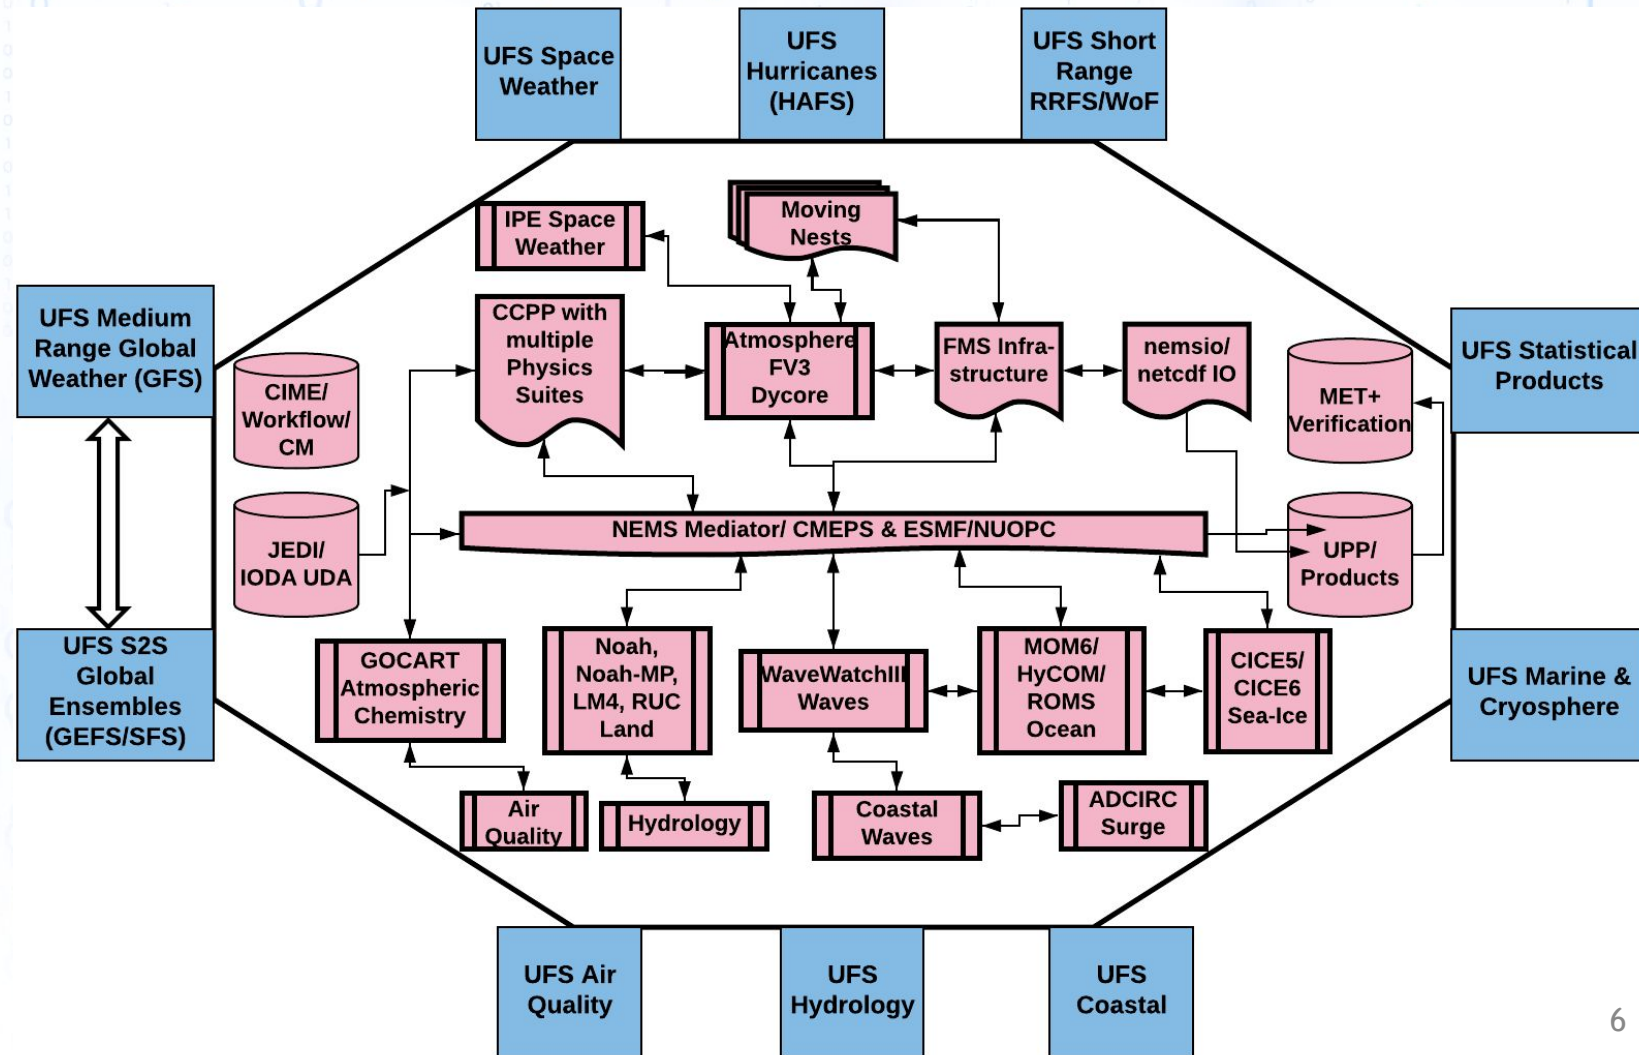 UFS Space
Weather
UFS
Hurricanes
(HAFS)
UFS Short
Range
RRFS/WoF
UFS Medium
Range Global
Weather (GFS)
UFS S2S
Global
Ensembles
(GEFS/SFS)
CIME/
Workflow/
CM
JEDI/
IODA UDA
IPE Space
Weather
Moving
Nests
CCPP with
multiple
Physics
Suites
Atmosphere
FV3
Dycore
FMS Infra-
structure
nemsio/
netcdf IO
MET+
Verification
UPP/
Products
NEMS Mediator/ CMEPS & ESMF/NUOPC
GOCART
Atmospheric
Chemistry
Noah,
Noah-MP,
LM4, RUC
Land
WaveWatchIII
Waves
MOM6/
HyCOM/
ROMS
Ocean
CICE5/
CICE6
Sea-Ice
Air
Quality
Hydrology
Coastal
Waves
ADCIRC
Surge
UFS Statistical
Products
UFS Marine &
Cryosphere
UFS Air
Quality
UFS
Hydrology
UFS
Coastal
6